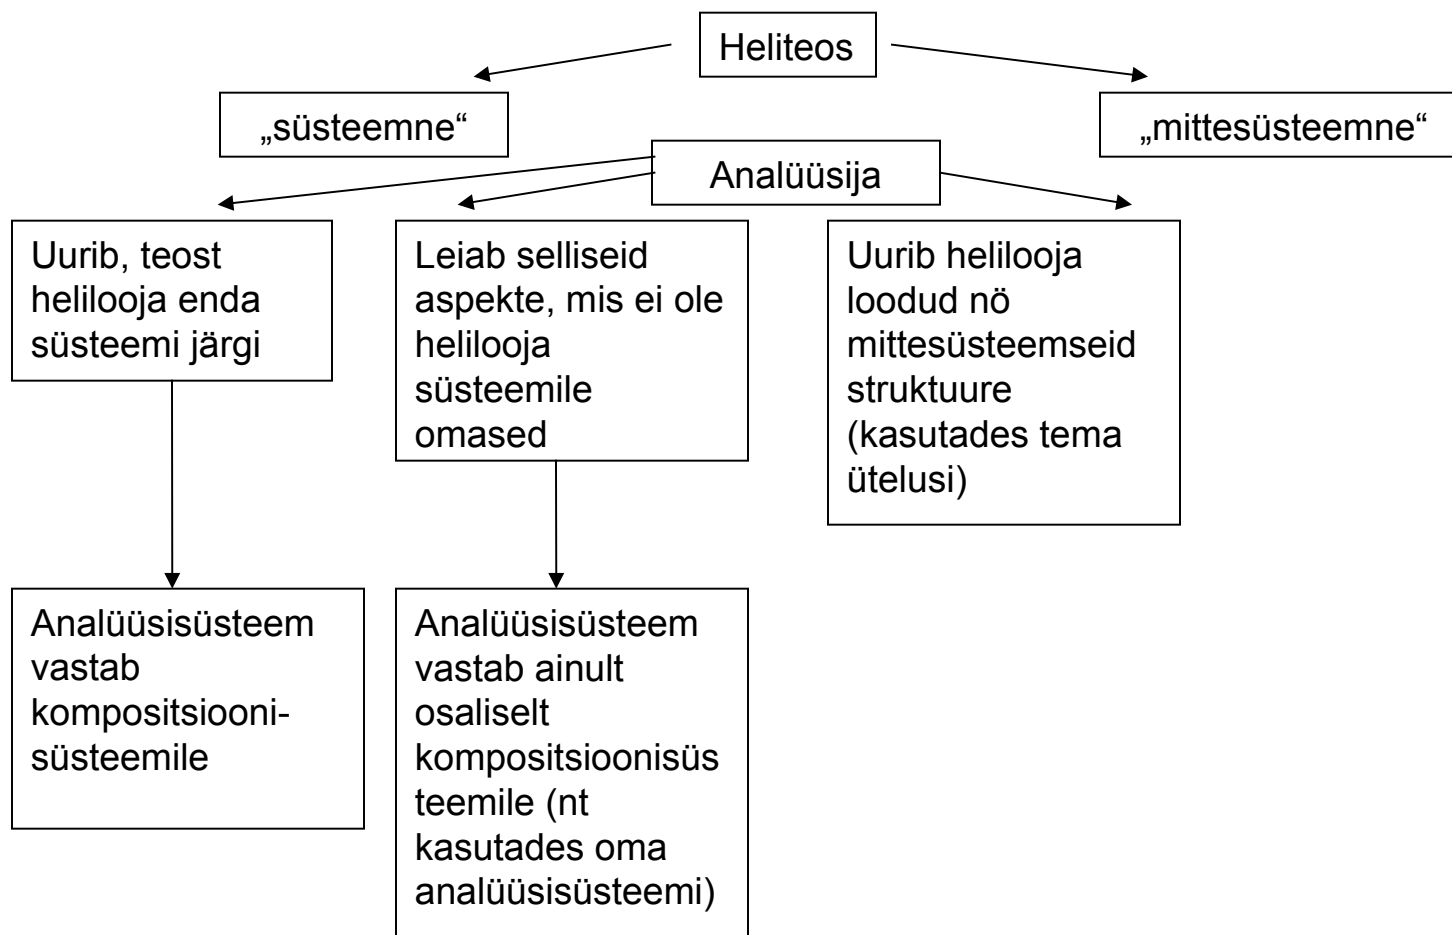 Heliteos
„süsteemne“
„mittesüsteemne“
Analüüsija
Uurib, teost
helilooja enda
süsteemi järgi
Leiab selliseid
aspekte, mis ei ole
helilooja
süsteemile
omased
Uurib helilooja
loodud nö
mittesüsteemseid
struktuure
(kasutades tema
ütelusi)
Analüüsisüsteem
vastab
kompositsiooni-
süsteemile
Analüüsisüsteem
vastab ainult
osaliselt
kompositsioonisüs
teemile (nt
kasutades oma
analüüsisüsteemi)